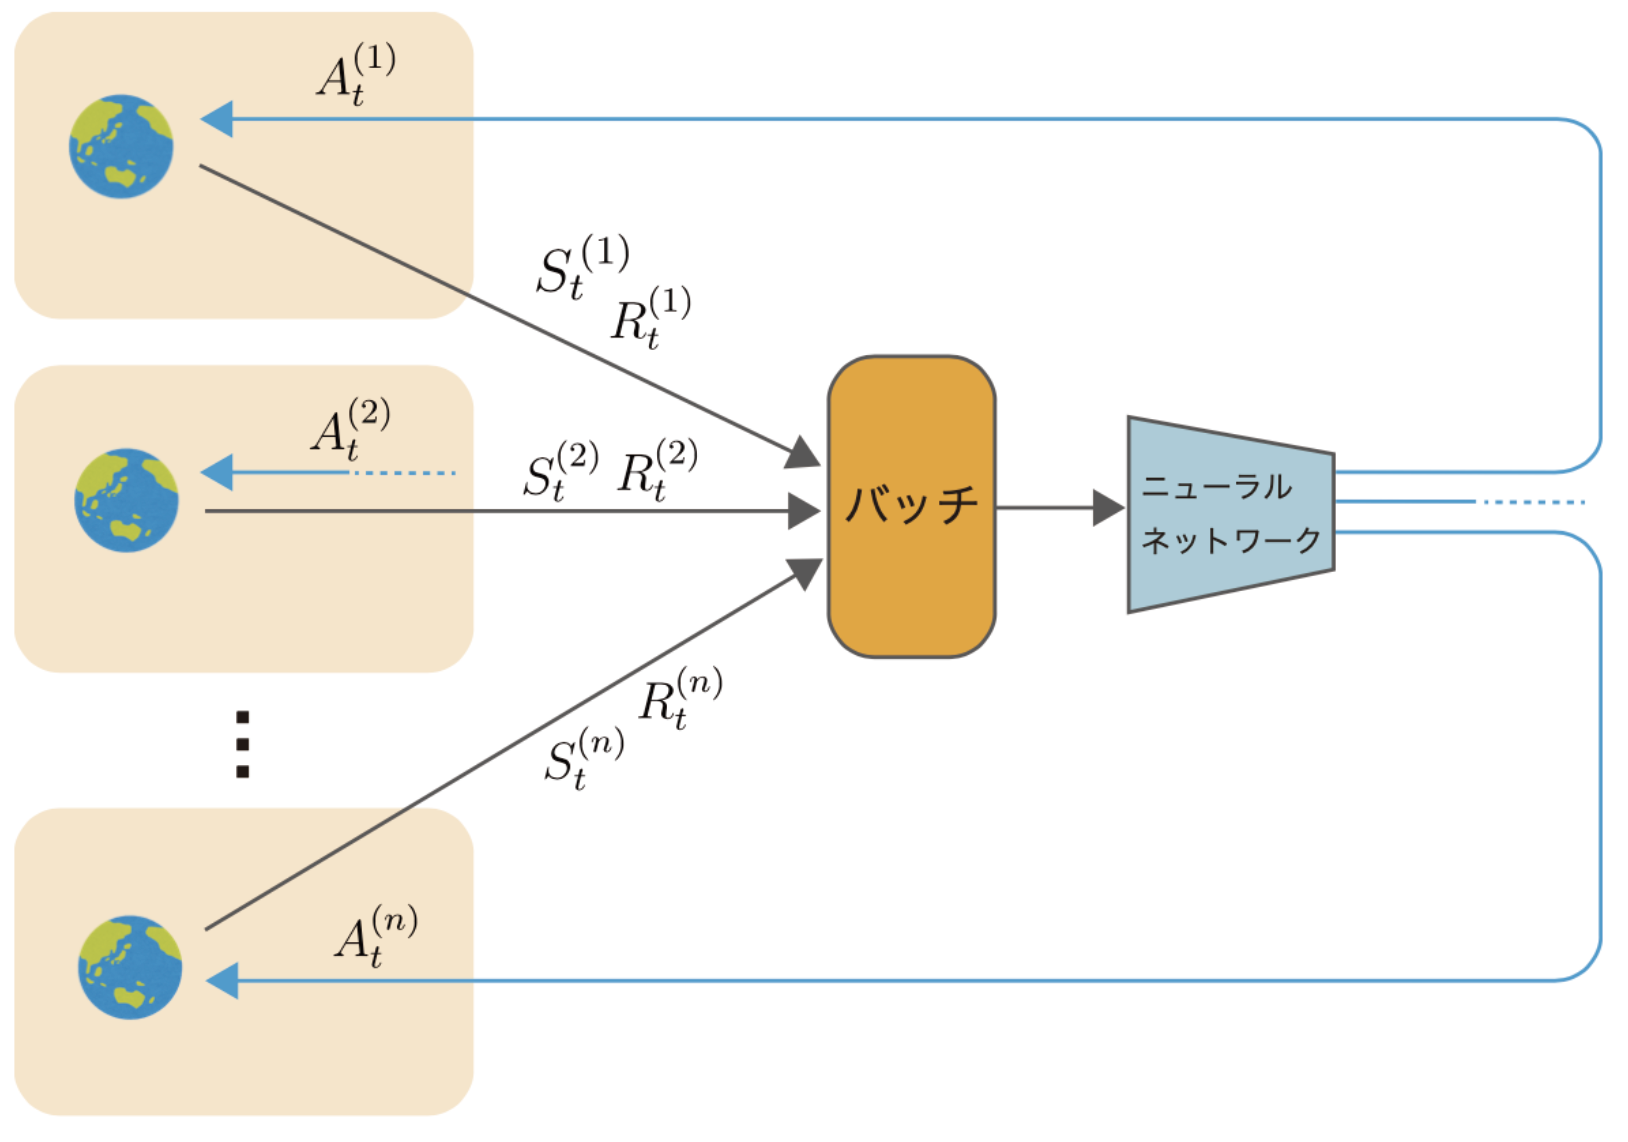 A_t^{(1)}
S_t^{(1)}
R_t^{(1)}
A_t^{(2)}
S_t^{(2)} R_t^{(2)}
バッチ
ニューラル
ネットワーク
R_t^{(n)}
S_t^{(n)}
A_t^{(n)}